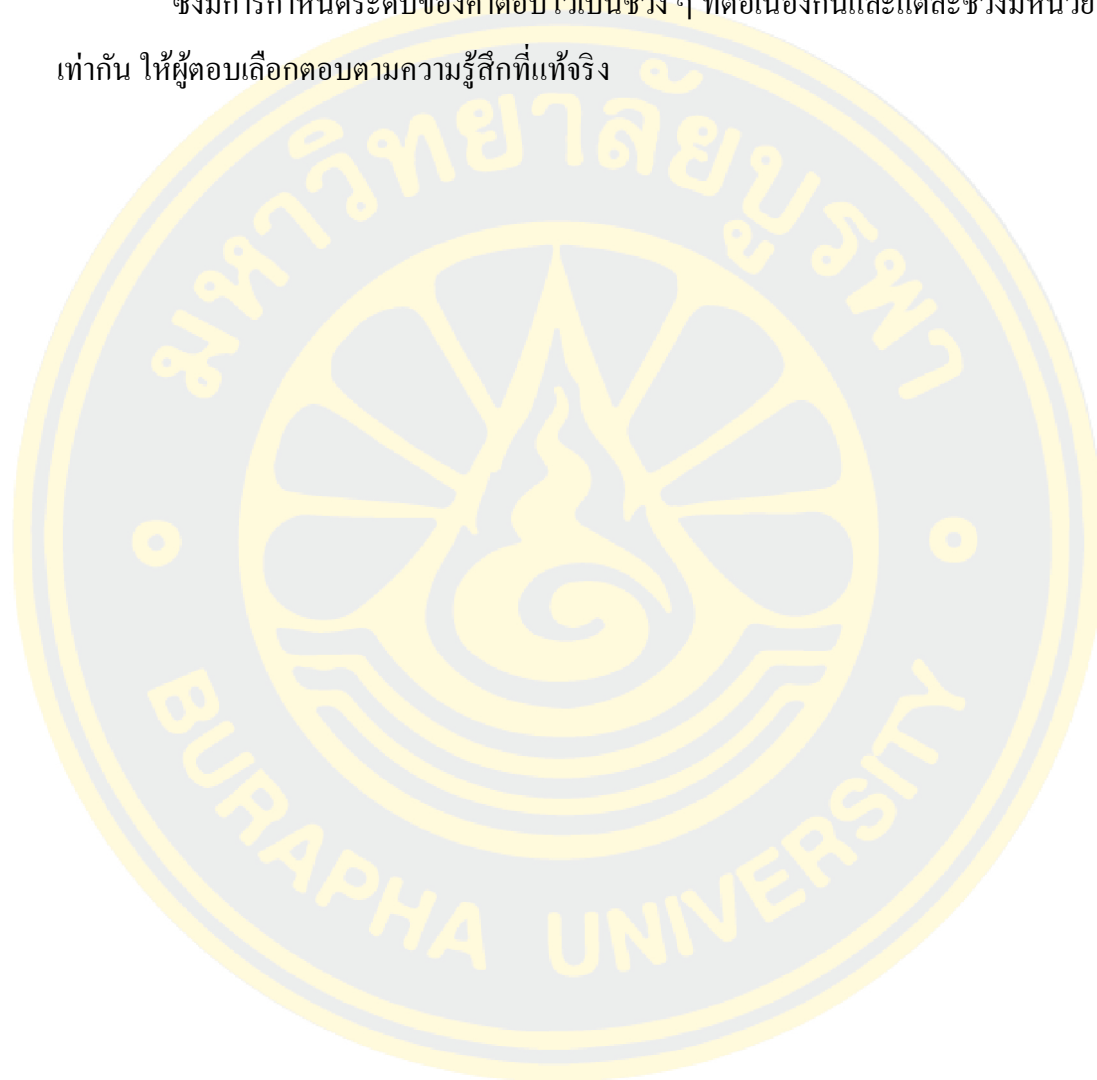 ซึ่งมีการกำหนดระดับของคำตอบไว้เป็นช่วง ๆ ที่ต่อเนื่องกันและแต่ละช่วงมีหน่วย
เท่ากัน ให้ผู้ตอบเลือกตอบตามความรู้สึกที่แท้จริง
มหาวิทยาลัยบูรพา
BURAPHA UNIVERSITY